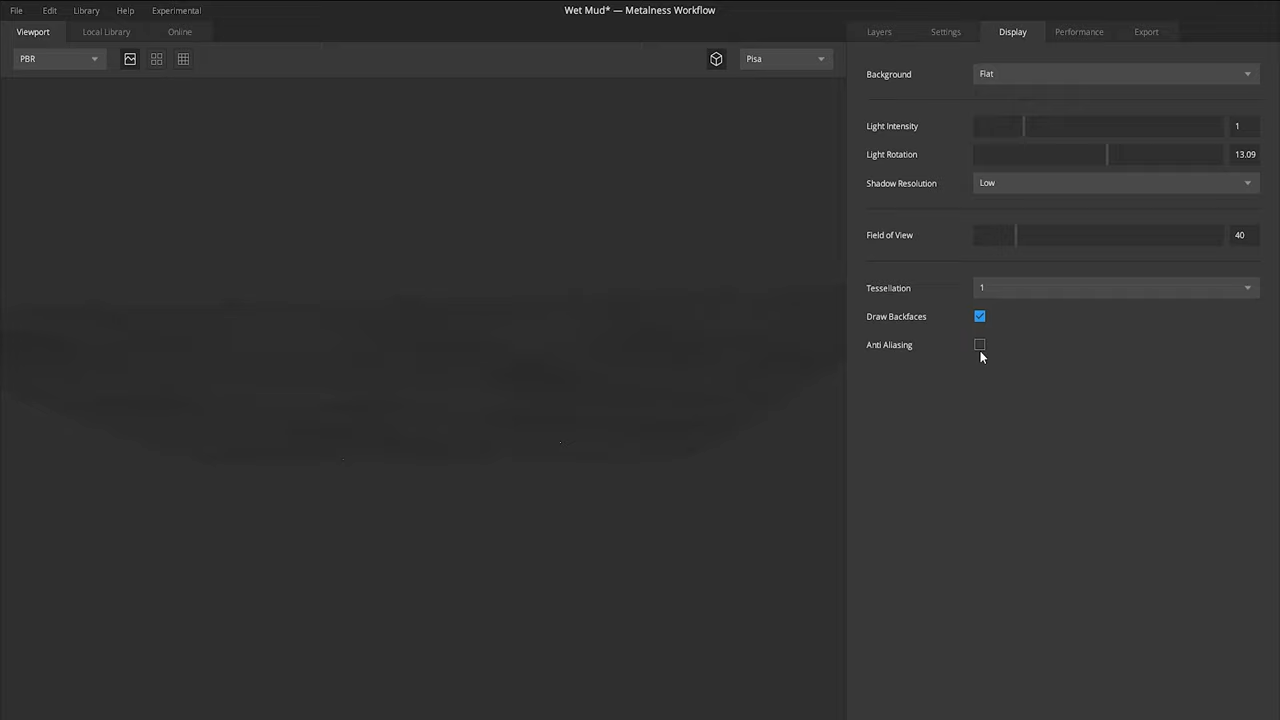 File Edit Library Help Experimental Wet Mud* — Metalness Workflow
Viewport Local Library Online Layers Settings Display Performance Export
PBR Pisa
Background Flat
Light Intensity 1
Light Rotation 13.09
Shadow Resolution Low
Field of View 40
Tessellation 1
Draw Backfaces
Anti Aliasing